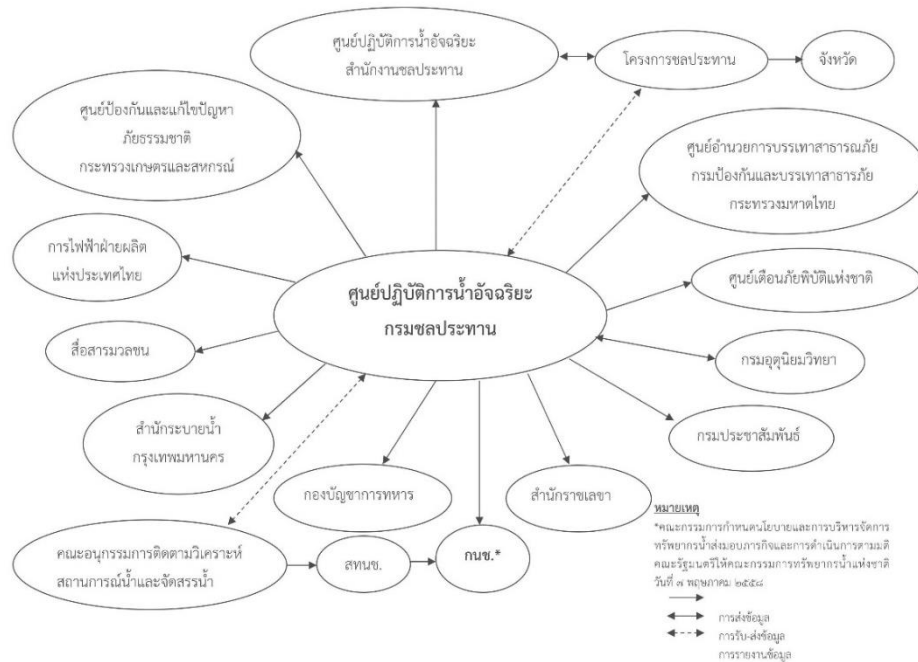 ศูนย์ปฏิบัติการน้ำอัจฉริยะ
สำนักงานชลประทาน
โครงการชลประทาน
จังหวัด
ศูนย์ป้องกันและแก้ไขปัญหา
ภัยธรรมชาติ
กระทรวงเกษตรและสหกรณ์
ศูนย์อำนวยการบรรเทาสาธารณภัย
กรมป้องกันและบรรเทาสาธารภัย
กระทรวงมหาดไทย
การไฟฟ้าฝ่ายผลิต
แห่งประเทศไทย
ศูนย์ปฏิบัติการน้ำอัจฉริยะ
กรมชลประทาน
ศูนย์เตือนภัยพิบัติแห่งชาติ
สื่อสารมวลชน
กรมอุตุนิยมวิทยา
สำนักระบายน้ำ
กรุงเทพมหานคร
กรมประชาสัมพันธ์
กองบัญชาการทหาร
สำนักราชเลขา
คณะอนุกรรมการติดตามวิเคราะห์
สถานการณ์น้ำและจัดสรรน้ำ
สทนช.
กนช.*
หมายเหตุ
*คณะกรรมการกำหนดนโยบายและการบริหารจัดการ
ทรัพยากรน้ำส่งมอบภารกิจและการดำเนินการตามมติ
คณะรัฐมนตรีให้คณะกรรมการทรัพยากรน้ำแห่งชาติ
วันที่ ๗ พฤษภาคม ๒๕๕๘
การส่งข้อมูล
การรับ-ส่งข้อมูล
การรายงานข้อมูล